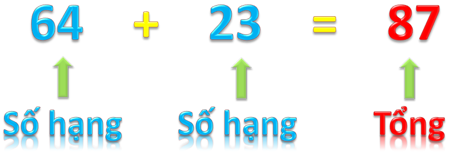 64 + 23 = 87
Số hạng Số hạng Tổng